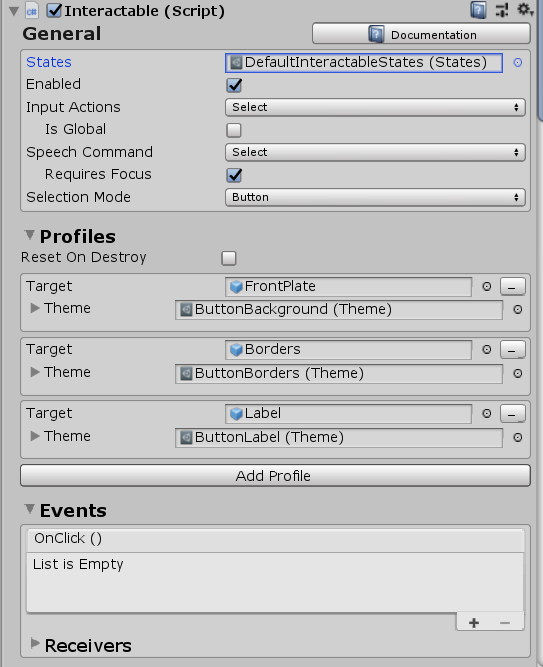 Interactable (Script)
General
Documentation
States
DefaultInteractableStates (States)
Enabled
Input Actions
Select
Is Global
Speech Command
Select
Requires Focus
Selection Mode
Button
Profiles
Reset On Destroy
Target
FrontPlate
Theme
ButtonBackground (Theme)
Target
Borders
Theme
ButtonBorders (Theme)
Target
Label
Theme
ButtonLabel (Theme)
Add Profile
Events
OnClick ()
List is Empty
Receivers